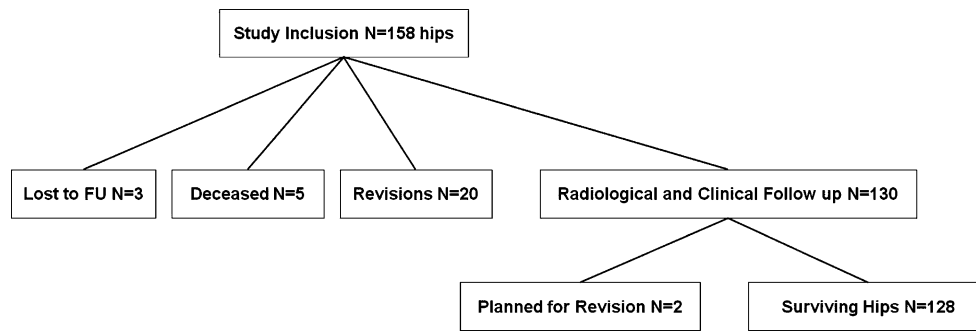 Study Inclusion N=158 hips
Lost to FU N=3
Deceased N=5
Revisions N=20
Radiological and Clinical Follow up N=130
Planned for Revision N=2
Surviving Hips N=128